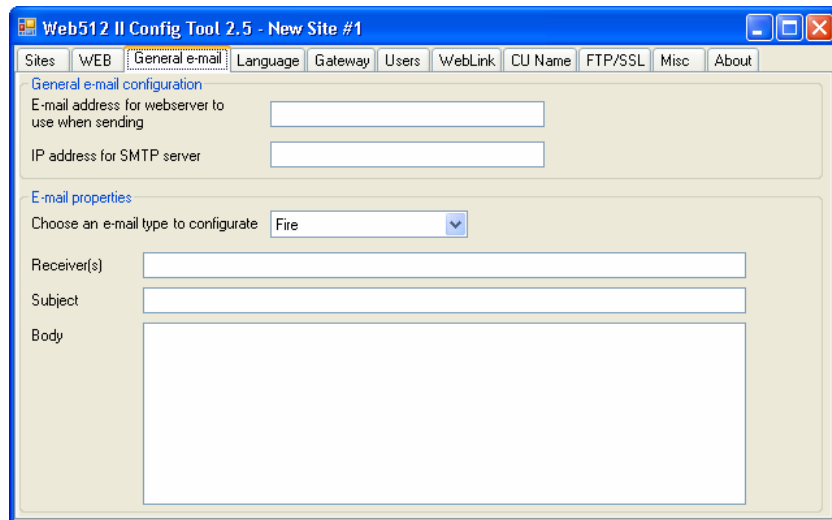 Web512 II Config Tool 2.5 - New Site #1
Sites WEB General e-mail Language Gateway Users WebLink CU Name FTP/SSL Misc About
General e-mail configuration
E-mail address for webserver to
use when sending
IP address for SMTP server
E-mail properties
Choose an e-mail type to configurate Fire
Receiver(s)
Subject
Body